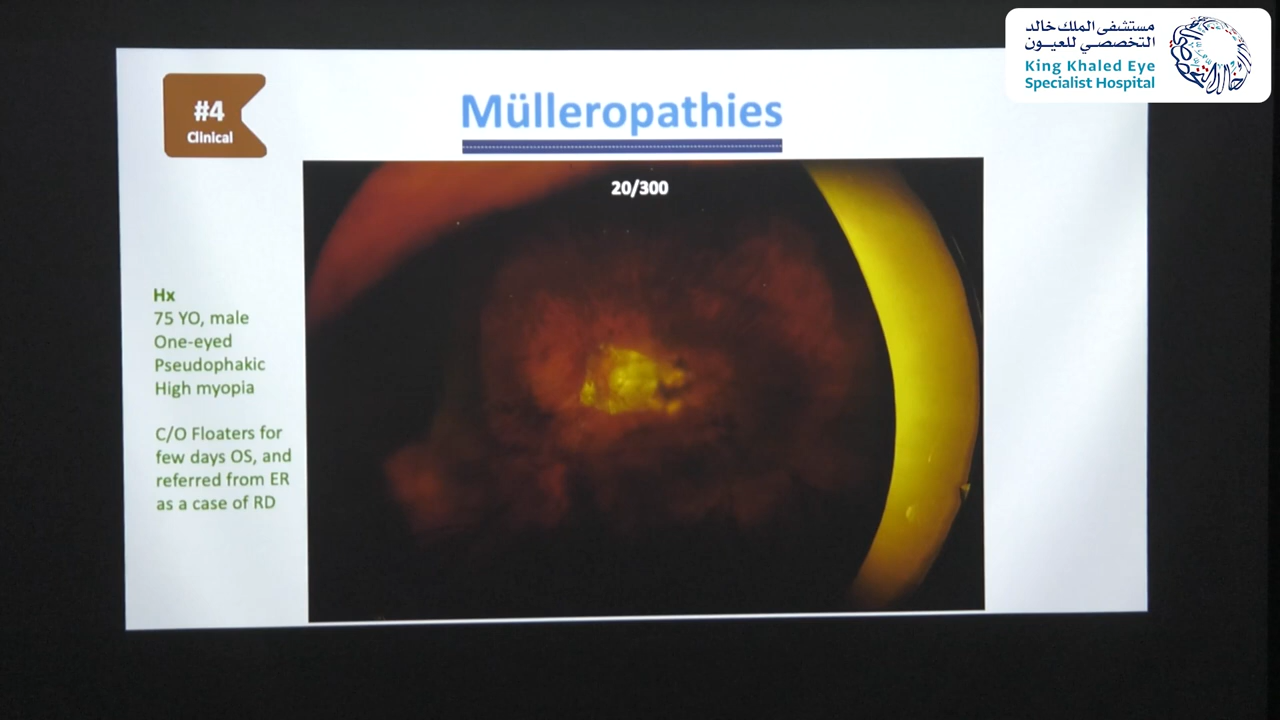 مستشفى الملك خالد
التخصصي للعيون
King Khaled Eye
Specialist Hospital
#4
Clinical
Mülleropathies
20/300
Hx
75 YO, male
One-eyed
Pseudophakic
High myopia
C/O Floaters for
few days OS, and
referred from ER
as a case of RD